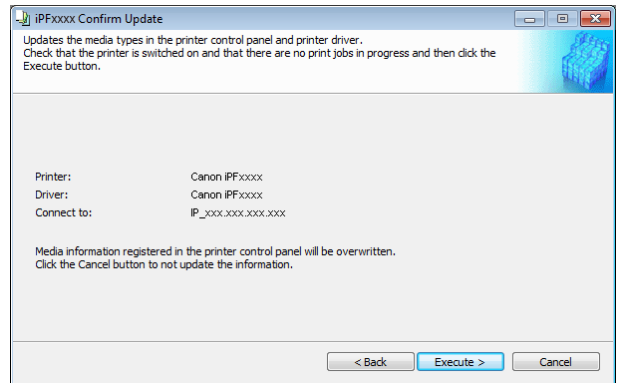 iPFxxxx Confirm Update
Updates the media types in the printer control panel and printer driver.
Check that the printer is switched on and that there are no print jobs in progress and then click the
Execute button.
Printer: Canon iPFxxxx
Driver: Canon iPFxxxx
Connect to: IP_xxx.xxx.xxx.xxx
Media information registered in the printer control panel will be overwritten.
Click the Cancel button to not update the information.
< Back Execute > Cancel